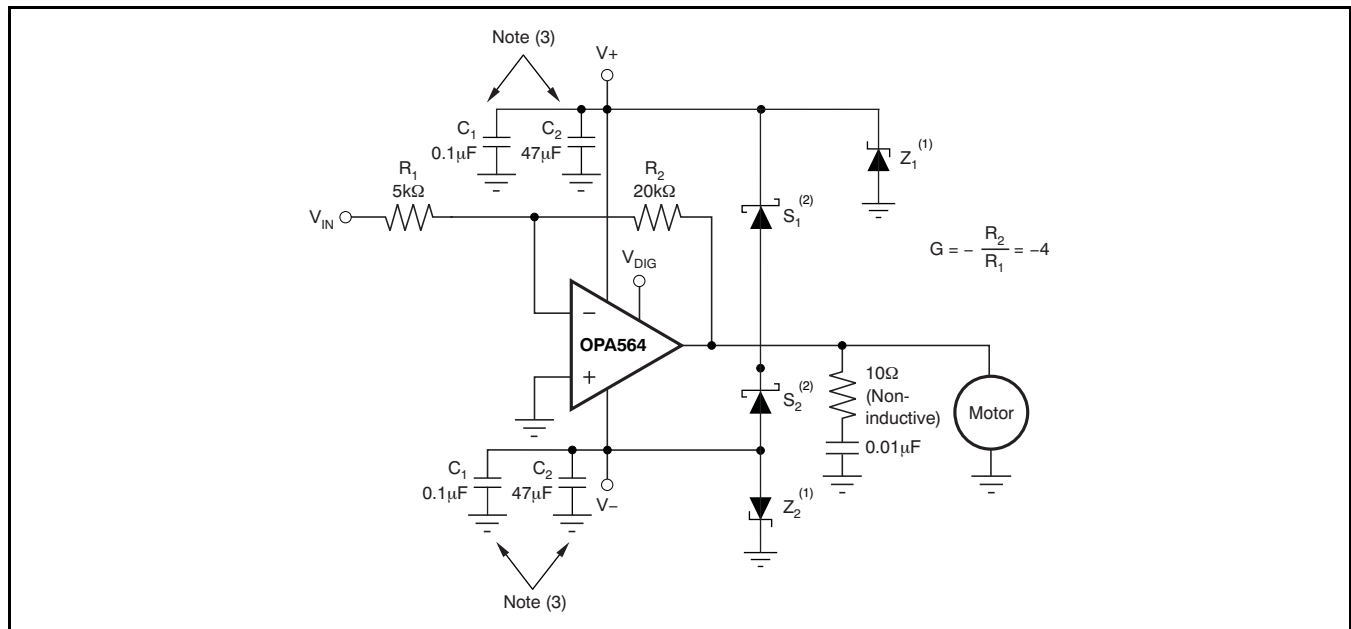 Note (3)
V+
C1
0.1µF
C2
47µF
Z1(1)
R1
5kΩ
R2
20kΩ
S1(2)
VIN
G = – R2/R1 = –4
VDIG
–
OPA564
+
10Ω
(Non-
inductive)
S2(2)
Motor
0.01µF
C1
0.1µF
C2
47µF
V–
Z2(1)
Note (3)